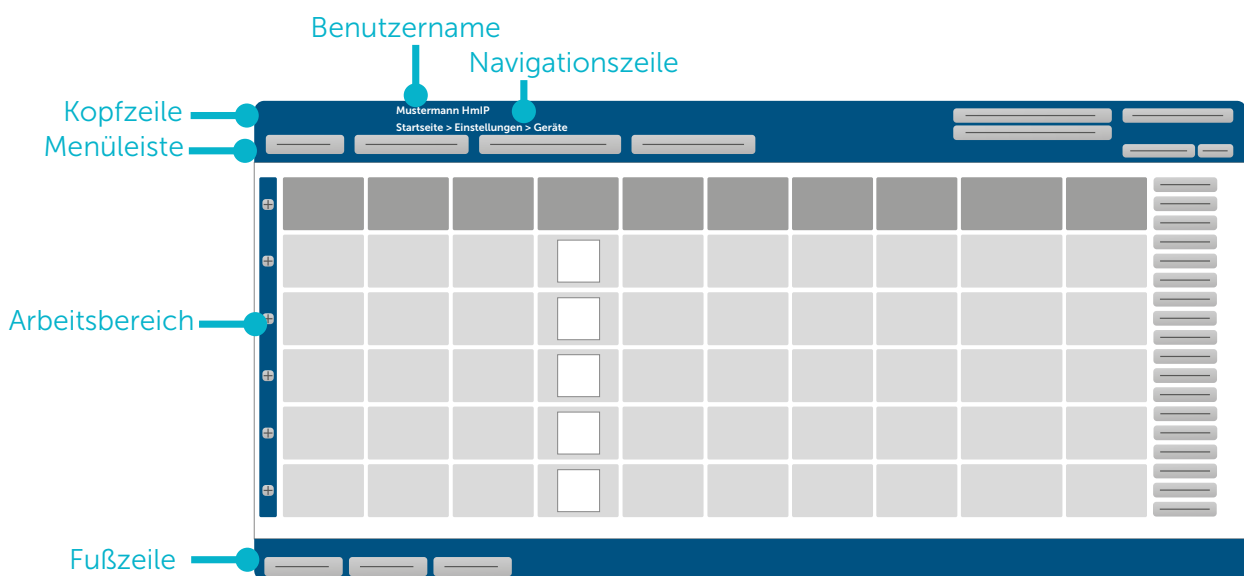 Benutzername
Navigationszeile
Kopfzeile
Mustermann HmIP
Startseite > Einstellungen > Geräte
Menüleiste
Arbeitsbereich
Fußzeile